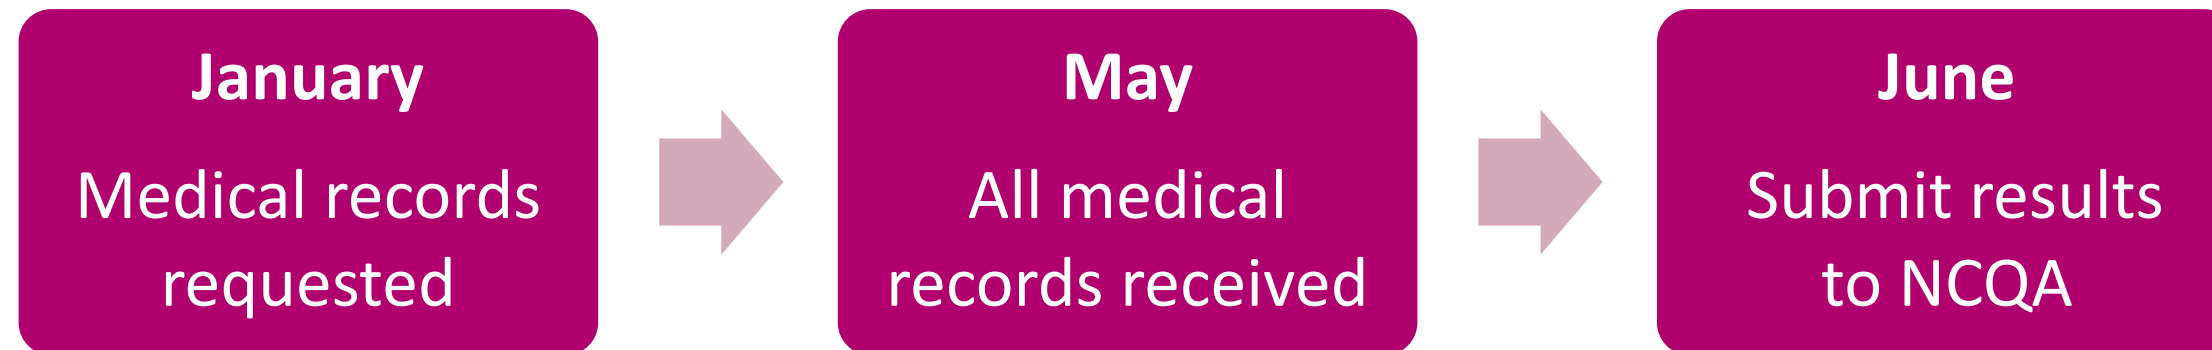 January
Medical records
requested
May
All medical
records received
June
Submit results
to NCQA